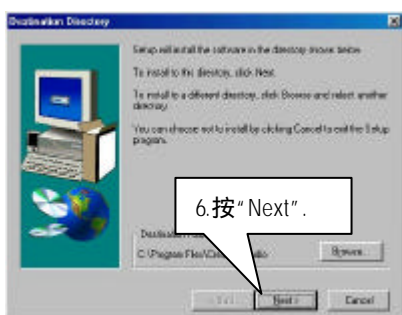 Destination Directory
Setup will install the software in the directory shown below.
To install to this directory, click Next.
To install to a different directory, click Browse and select another
directory.
You can choose not to install by clicking Cancel to exit the Setup
program.
6.按“Next”.
C:\Program Files\
Browse...
Next >
Cancel